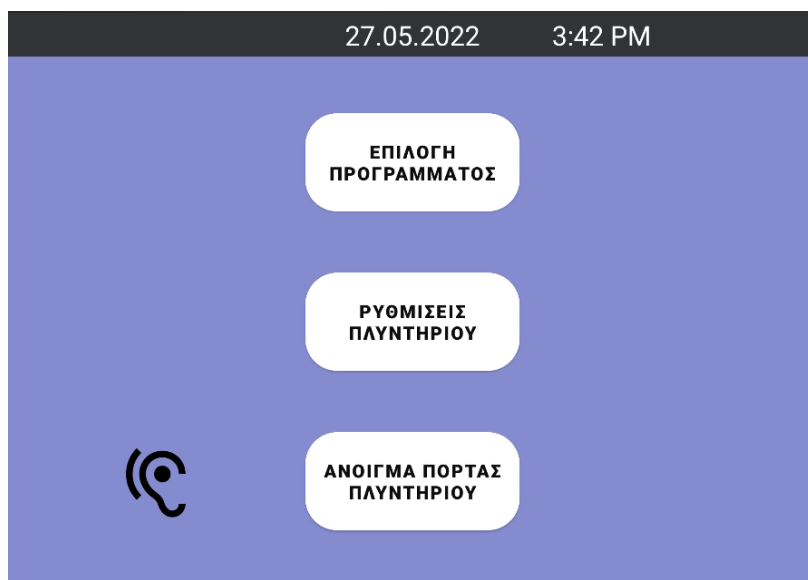 27.05.2022 3:42 PM
ΕΠΙΛΟΓΗ
ΠΡΟΓΡΑΜΜΑΤΟΣ
ΡΥΘΜΙΣΕΙΣ
ΠΛΥΝΤΗΡΙΟΥ
ΑΝΟΙΓΜΑ ΠΟΡΤΑΣ
ΠΛΥΝΤΗΡΙΟΥ